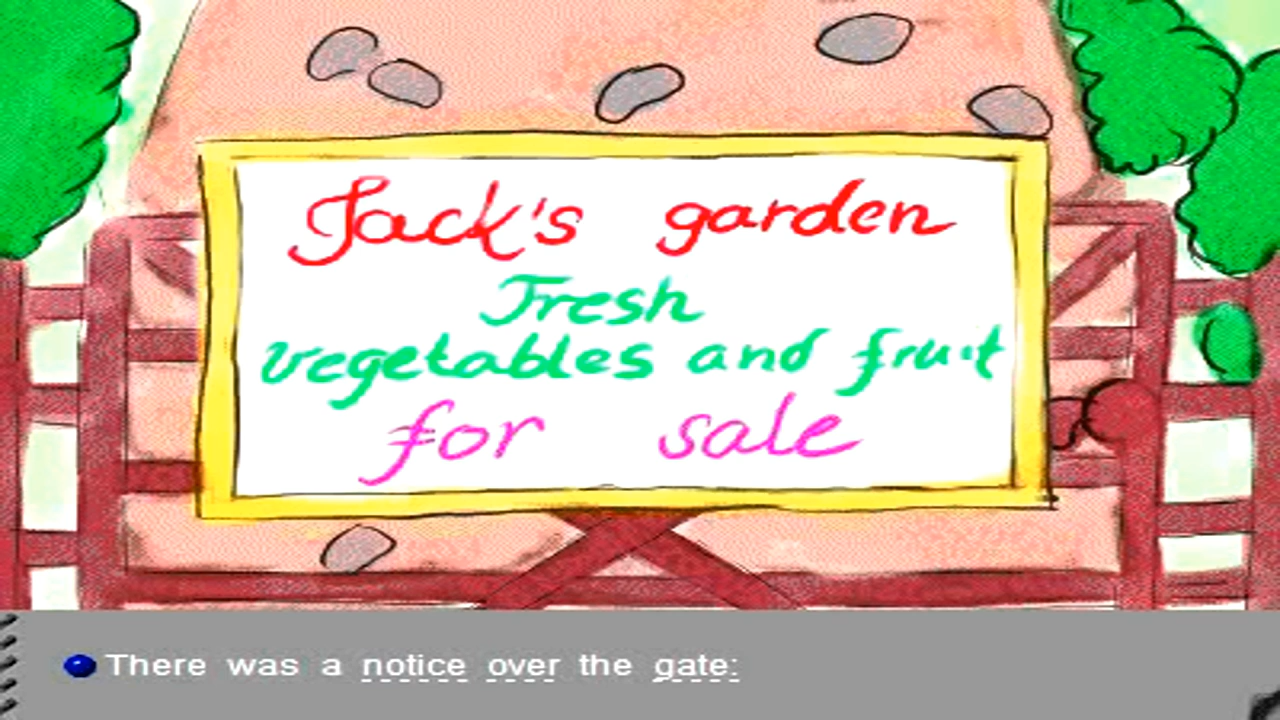 Jack's garden
Fresh
vegetables and fruit
for sale
There was a notice over the gate: